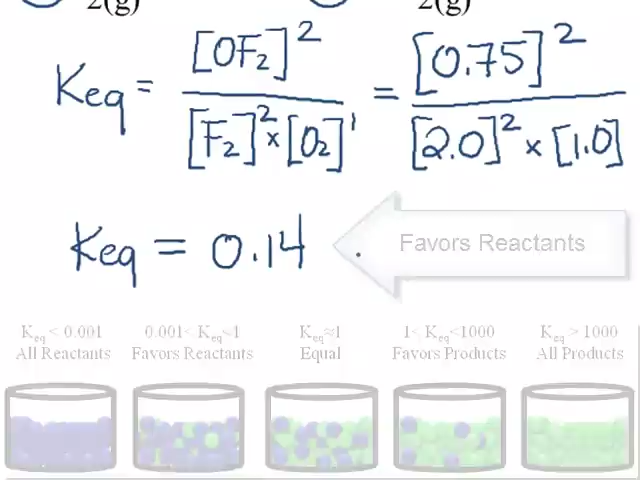 2(g) 2(g)
Keq = [OF₂]² / [F₂]² × [O₂]¹ = [0.75]² / [2.0]² × [1.0]
Keq = 0.14 Favors Reactants
Keq < 0.001 0.001< Keq<1 Keq≈1 1< Keq<1000 Keq > 1000
All Reactants Favors Reactants Equal Favors Products All Products